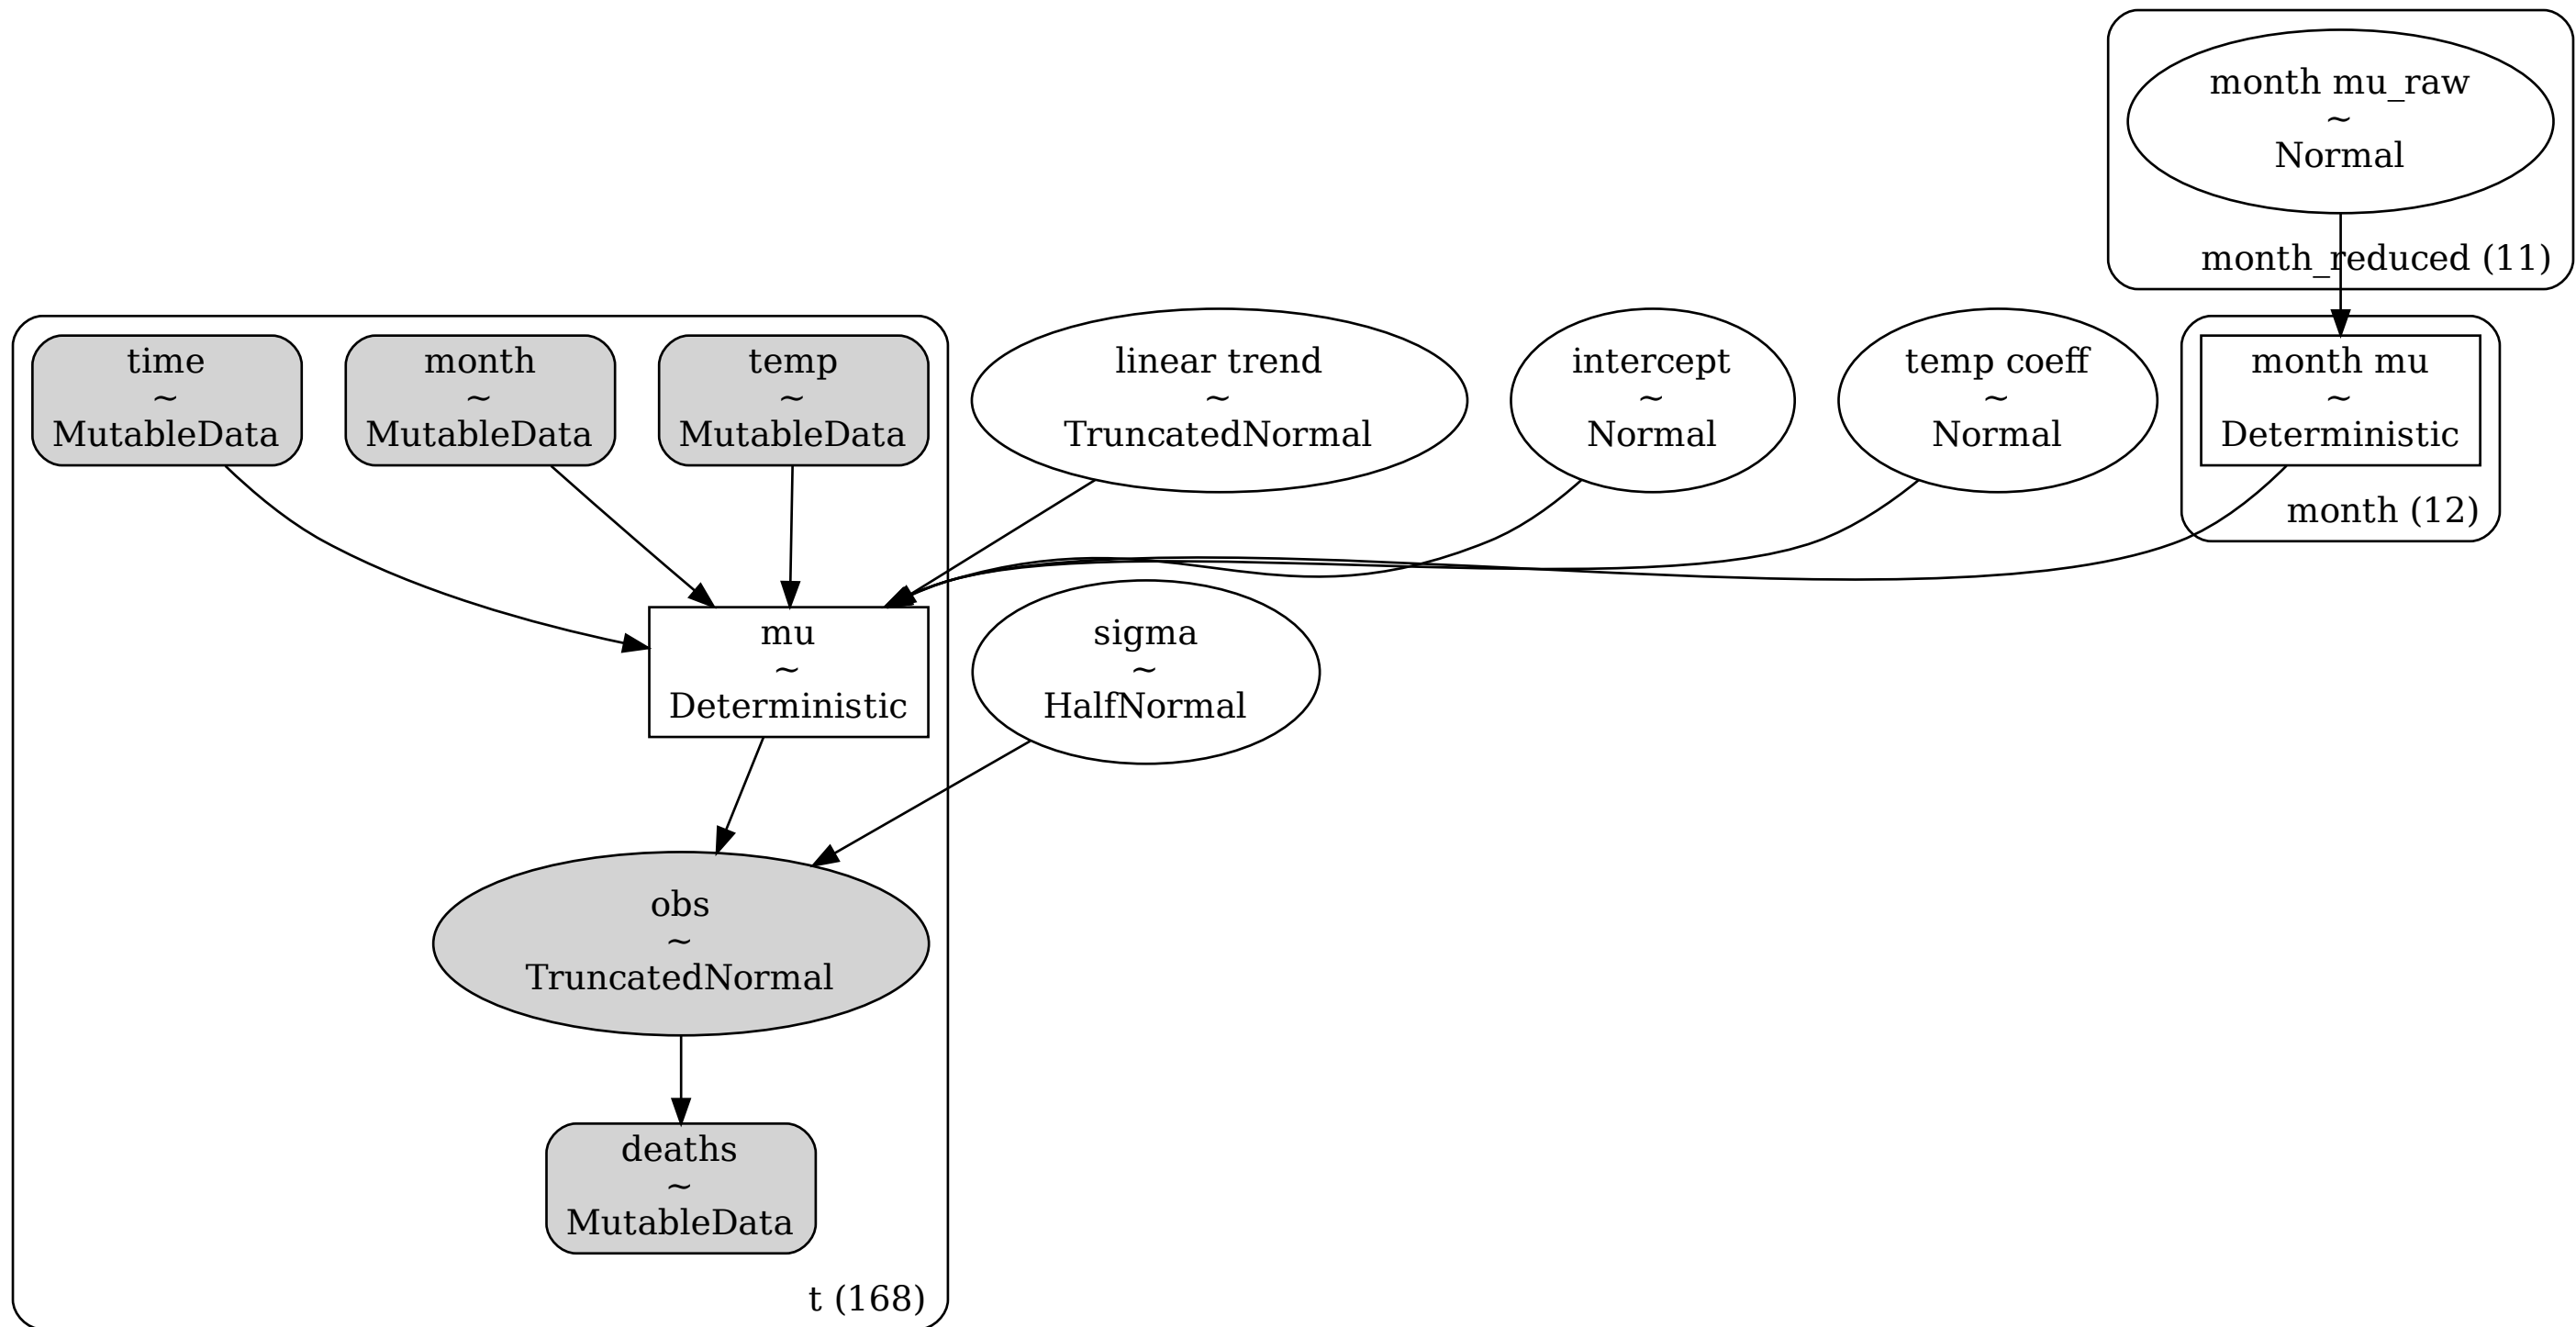 month mu_raw
~
Normal
month_reduced (11)
time
~
MutableData
month
~
MutableData
temp
~
MutableData
linear trend
~
TruncatedNormal
intercept
~
Normal
temp coeff
~
Normal
month mu
~
Deterministic
month (12)
mu
~
Deterministic
sigma
~
HalfNormal
obs
~
TruncatedNormal
deaths
~
MutableData
t (168)